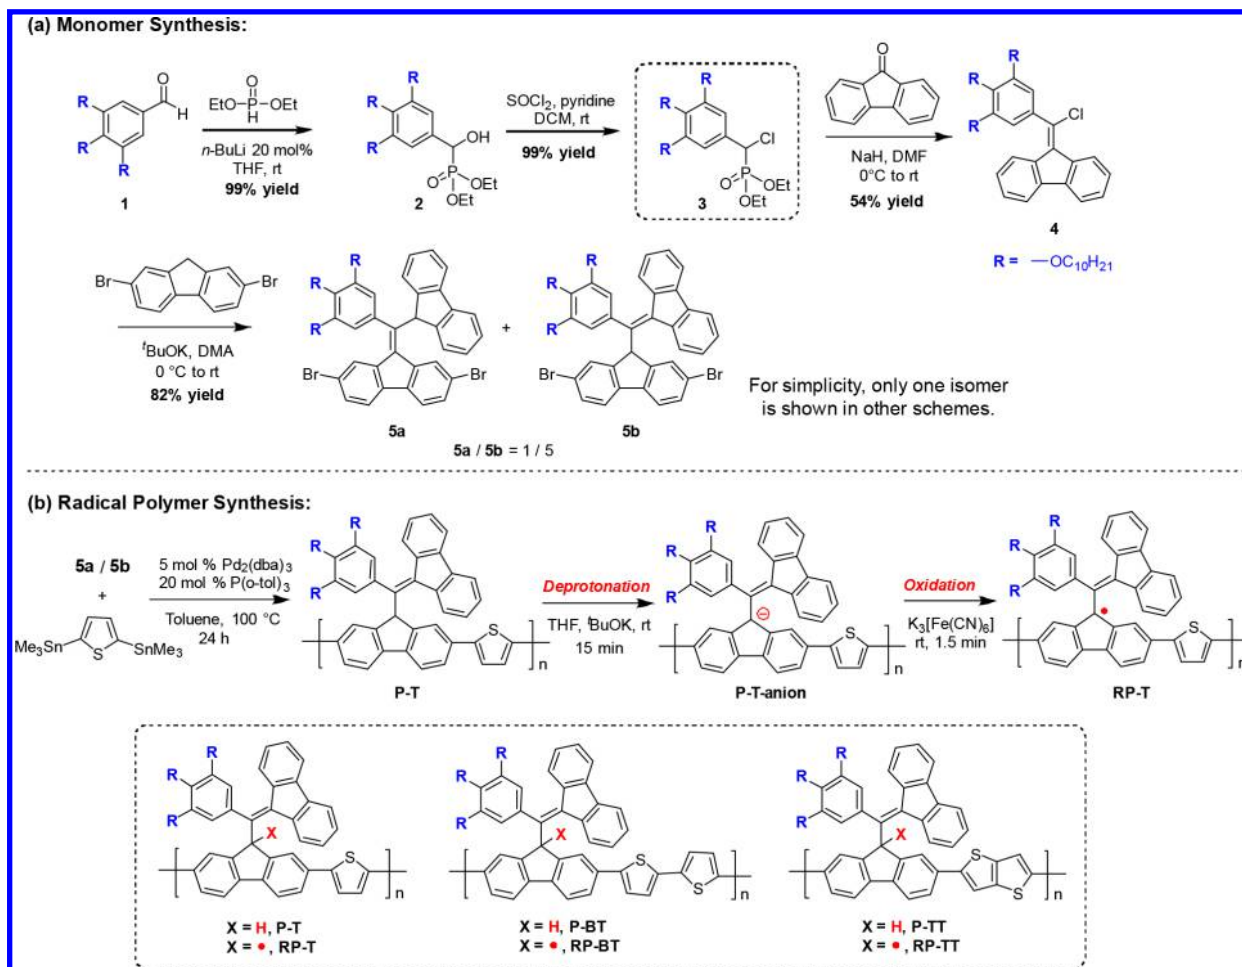 (a) Monomer Synthesis:
R
R
R
O
H
1
O
EtO-P-OEt
H
n-BuLi 20 mol%
THF, rt
99% yield
R
R
R
OH
O=P-OEt
OEt
2
SOCl₂, pyridine
DCM, rt
99% yield
R
R
R
Cl
O=P-OEt
OEt
3
O
NaH, DMF
0°C to rt
54% yield
R
R
R
Cl
4
R = —OC₁₀H₂₁
Br
Br
ᵗBuOK, DMA
0 °C to rt
82% yield
R
R
R
Br
Br
5a
+
R
R
R
Br
Br
5b
5a / 5b = 1 / 5
For simplicity, only one isomer
is shown in other schemes.
(b) Radical Polymer Synthesis:
5a / 5b
+
Me₃Sn
S
SnMe₃
5 mol % Pd₂(dba)₃
20 mol % P(o-tol)₃
Toluene, 100 °C
24 h
R
R
R
S
n
P-T
Deprotonation
THF, ᵗBuOK, rt
15 min
R
R
R
⊖
S
n
P-T-anion
Oxidation
K₃[Fe(CN)₆]
rt, 1.5 min
R
R
R
•
S
n
RP-T
R
R
R
X
S
n
X = H, P-T
X = •, RP-T
R
R
R
X
S
S
n
X = H, P-BT
X = •, RP-BT
R
R
R
X
S
S
n
X = H, P-TT
X = •, RP-TT